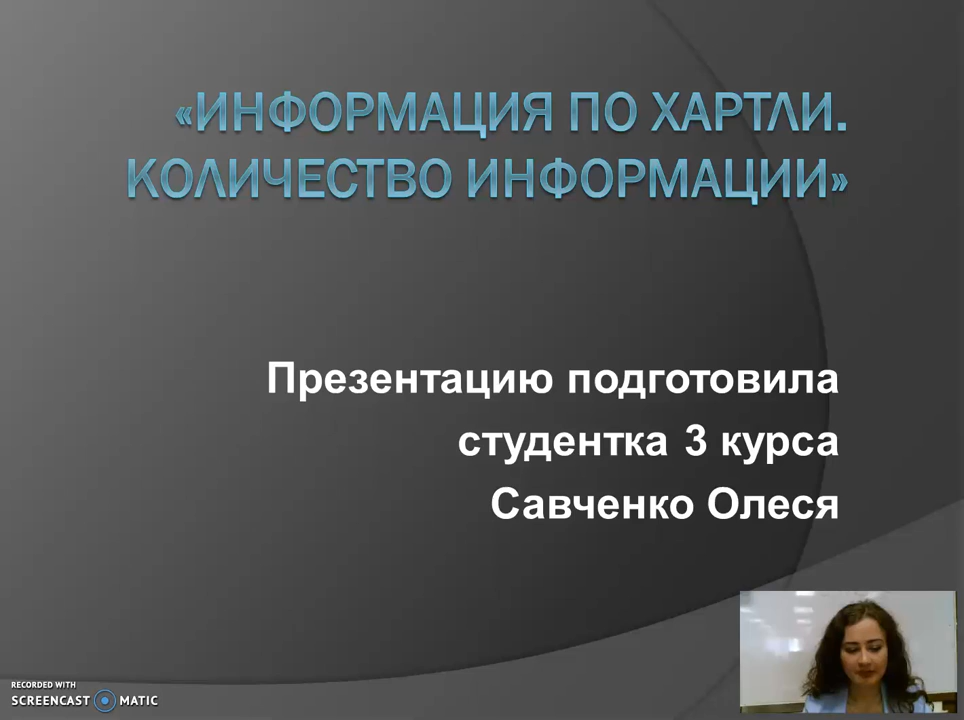 «ИНФОРМАЦИЯ ПО ХАРТЛИ.
КОЛИЧЕСТВО ИНФОРМАЦИИ»
Презентацию подготовила
студентка 3 курса
Савченко Олеся
RECORDED WITH
SCREENCAST MATIC